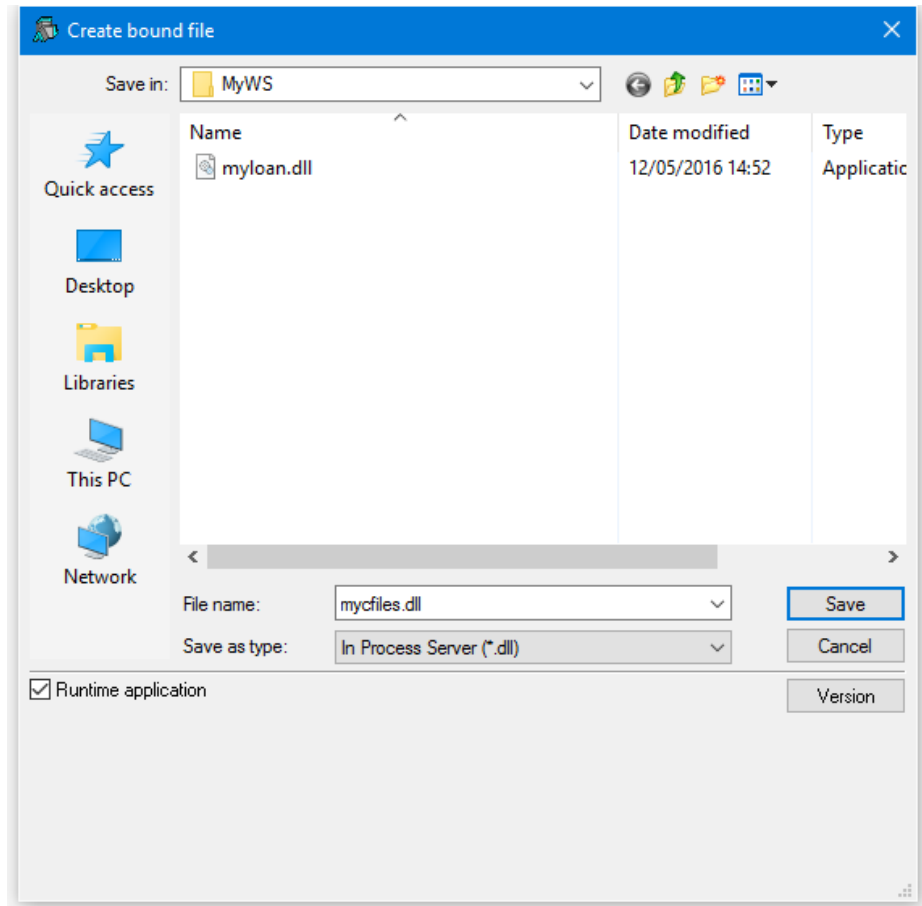 Create bound file
Save in: MyWS
Name Date modified Type
myloan.dll 12/05/2016 14:52 Applicatic
Quick access
Desktop
Libraries
This PC
Network
File name: mycfiles.dll Save
Save as type: In Process Server (*.dll) Cancel
Runtime application Version